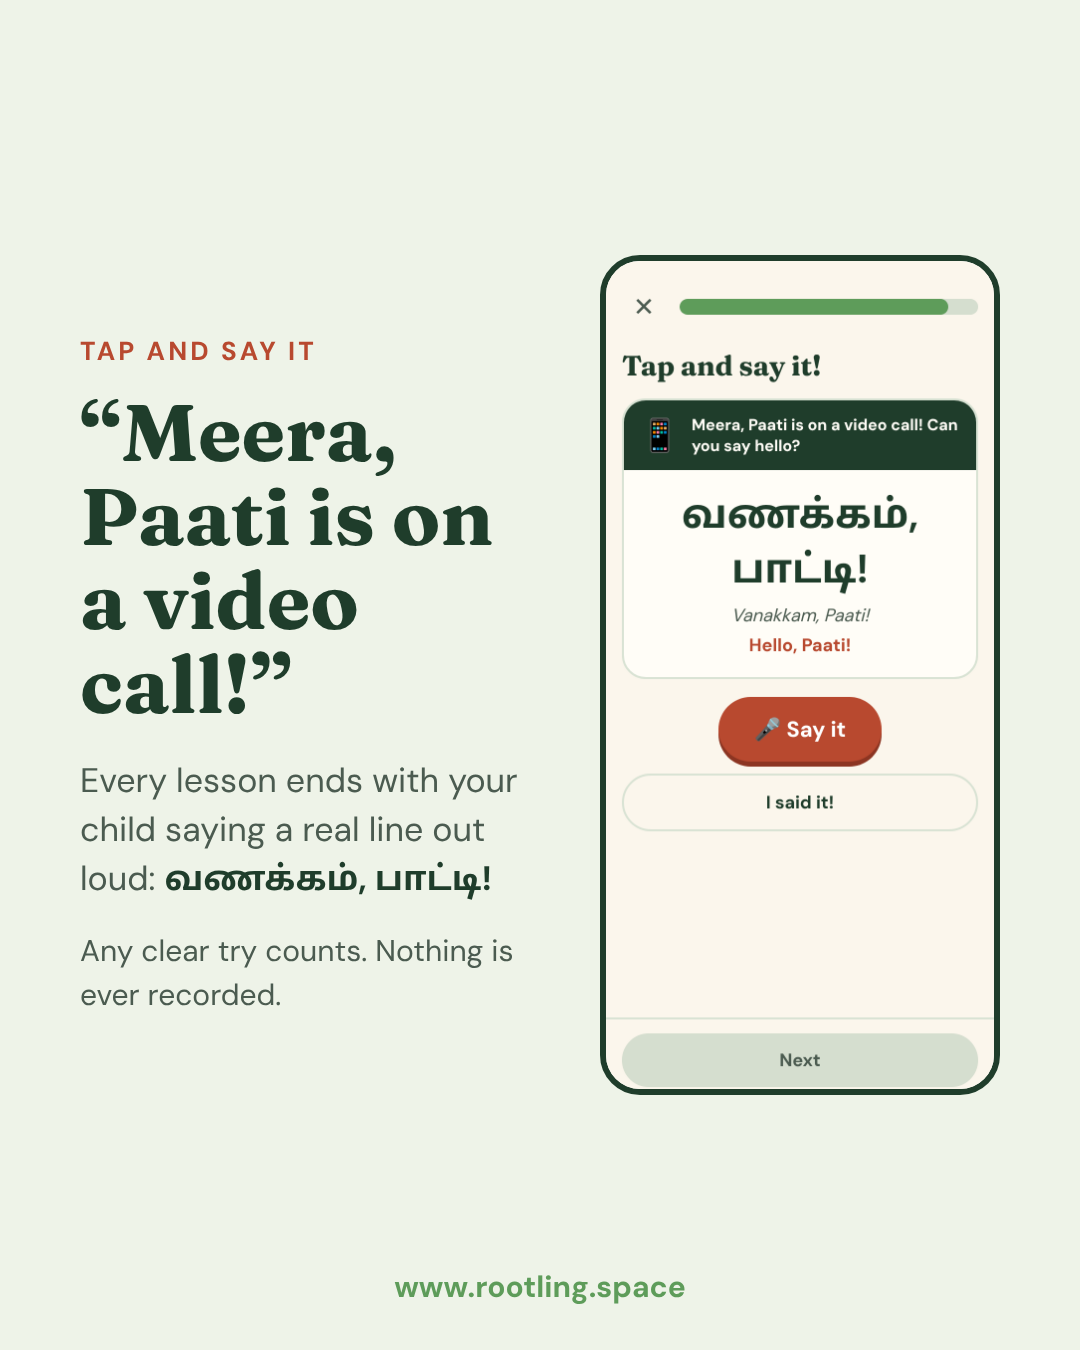 TAP AND SAY IT
“Meera,
Paati is on
a video
call!”
Every lesson ends with your
child saying a real line out
loud: வணக்கம், பாட்டி!
Any clear try counts. Nothing is
ever recorded.
✕
Tap and say it!
Meera, Paati is on a video call! Can
you say hello?
வணக்கம்,
பாட்டி!
Vanakkam, Paati!
Hello, Paati!
🎤 Say it
I said it!
Next
www.rootling.space